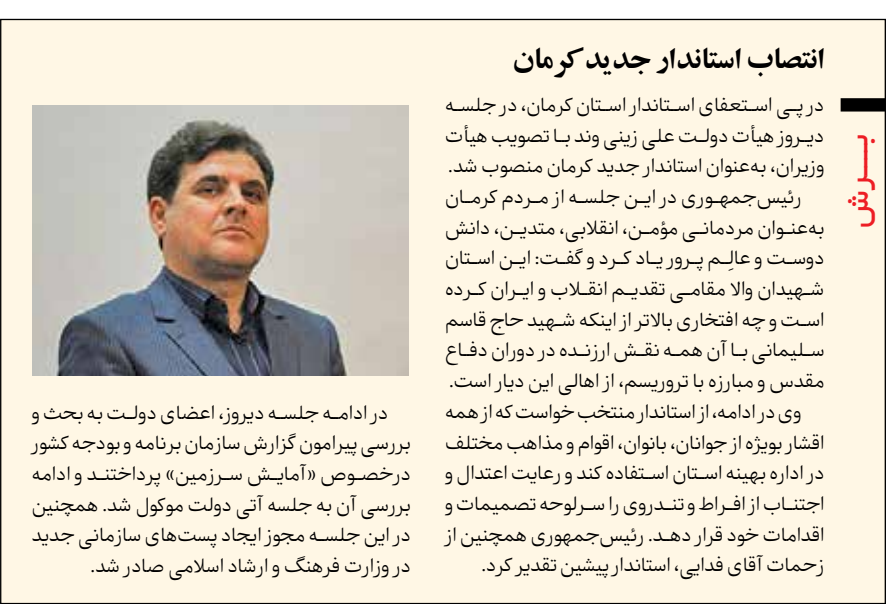 انتصاب استاندار جدید کرمان
برش
در پی استعفای استاندار استان کرمان، در جلسه
دیروز هیأت دولت علی زینی وند با تصویب هیأت
وزیران، به‌عنوان استاندار جدید کرمان منصوب شد.
رئیس‌جمهوری در این جلسه از مردم کرمان
به‌عنوان مردمانی مؤمن، انقلابی، متدین، دانش
دوست و عالِم پرور یاد کرد و گفت: این استان
شهیدان والا مقامی تقدیم انقلاب و ایران کرده
است و چه افتخاری بالاتر از اینکه شهید حاج قاسم
سلیمانی با آن همه نقش ارزنده در دوران دفاع
مقدس و مبارزه با تروریسم، از اهالی این دیار است.
وی در ادامه، از استاندار منتخب خواست که از همه
اقشار بویژه از جوانان، بانوان، اقوام و مذاهب مختلف
در اداره بهینه استان استفاده کند و رعایت اعتدال و
اجتناب از افراط و تندروی را سرلوحه تصمیمات و
اقدامات خود قرار دهد. رئیس‌جمهوری همچنین از
زحمات آقای فدایی، استاندار پیشین تقدیر کرد.
در ادامه جلسه دیروز، اعضای دولت به بحث و
بررسی پیرامون گزارش سازمان برنامه و بودجه کشور
درخصوص «آمایش سرزمین» پرداختند و ادامه
بررسی آن به جلسه آتی دولت موکول شد. همچنین
در این جلسه مجوز ایجاد پست‌های سازمانی جدید
در وزارت فرهنگ و ارشاد اسلامی صادر شد.